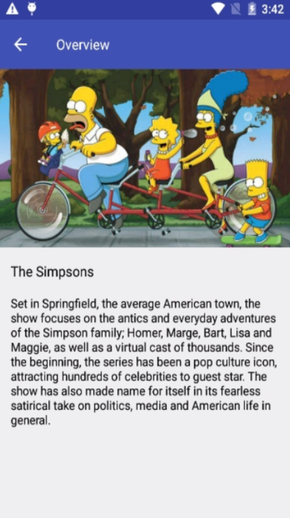 3:42
Overview
The Simpsons
Set in Springfield, the average American town, the
show focuses on the antics and everyday adventures
of the Simpson family; Homer, Marge, Bart, Lisa and
Maggie, as well as a virtual cast of thousands. Since
the beginning, the series has been a pop culture icon,
attracting hundreds of celebrities to guest star. The
show has also made name for itself in its fearless
satirical take on politics, media and American life in
general.